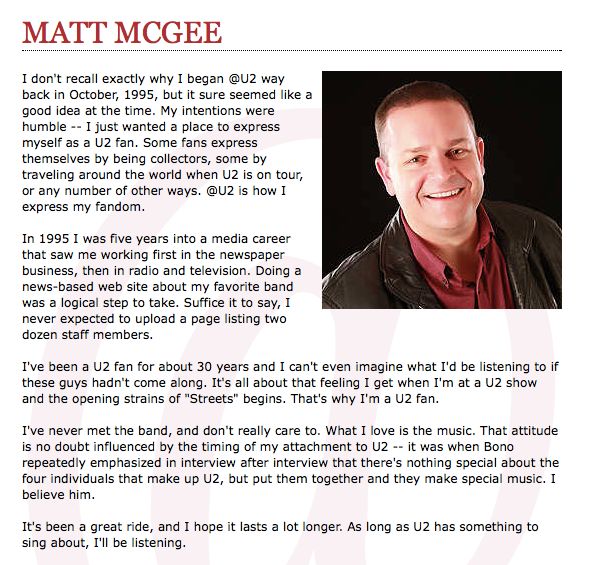 MATT MCGEE
I don't recall exactly why I began @U2 way
back in October, 1995, but it sure seemed like a
good idea at the time. My intentions were
humble -- I just wanted a place to express
myself as a U2 fan. Some fans express
themselves by being collectors, some by
traveling around the world when U2 is on tour,
or any number of other ways. @U2 is how I
express my fandom.
In 1995 I was five years into a media career
that saw me working first in the newspaper
business, then in radio and television. Doing a
news-based web site about my favorite band
was a logical step to take. Suffice it to say, I
never expected to upload a page listing two
dozen staff members.
I've been a U2 fan for about 30 years and I can't even imagine what I'd be listening to if
these guys hadn't come along. It's all about that feeling I get when I'm at a U2 show
and the opening strains of "Streets" begins. That's why I'm a U2 fan.
I've never met the band, and don't really care to. What I love is the music. That attitude
is no doubt influenced by the timing of my attachment to U2 -- it was when Bono
repeatedly emphasized in interview after interview that there's nothing special about the
four individuals that make up U2, but put them together and they make special music. I
believe him.
It's been a great ride, and I hope it lasts a lot longer. As long as U2 has something to
sing about, I'll be listening.